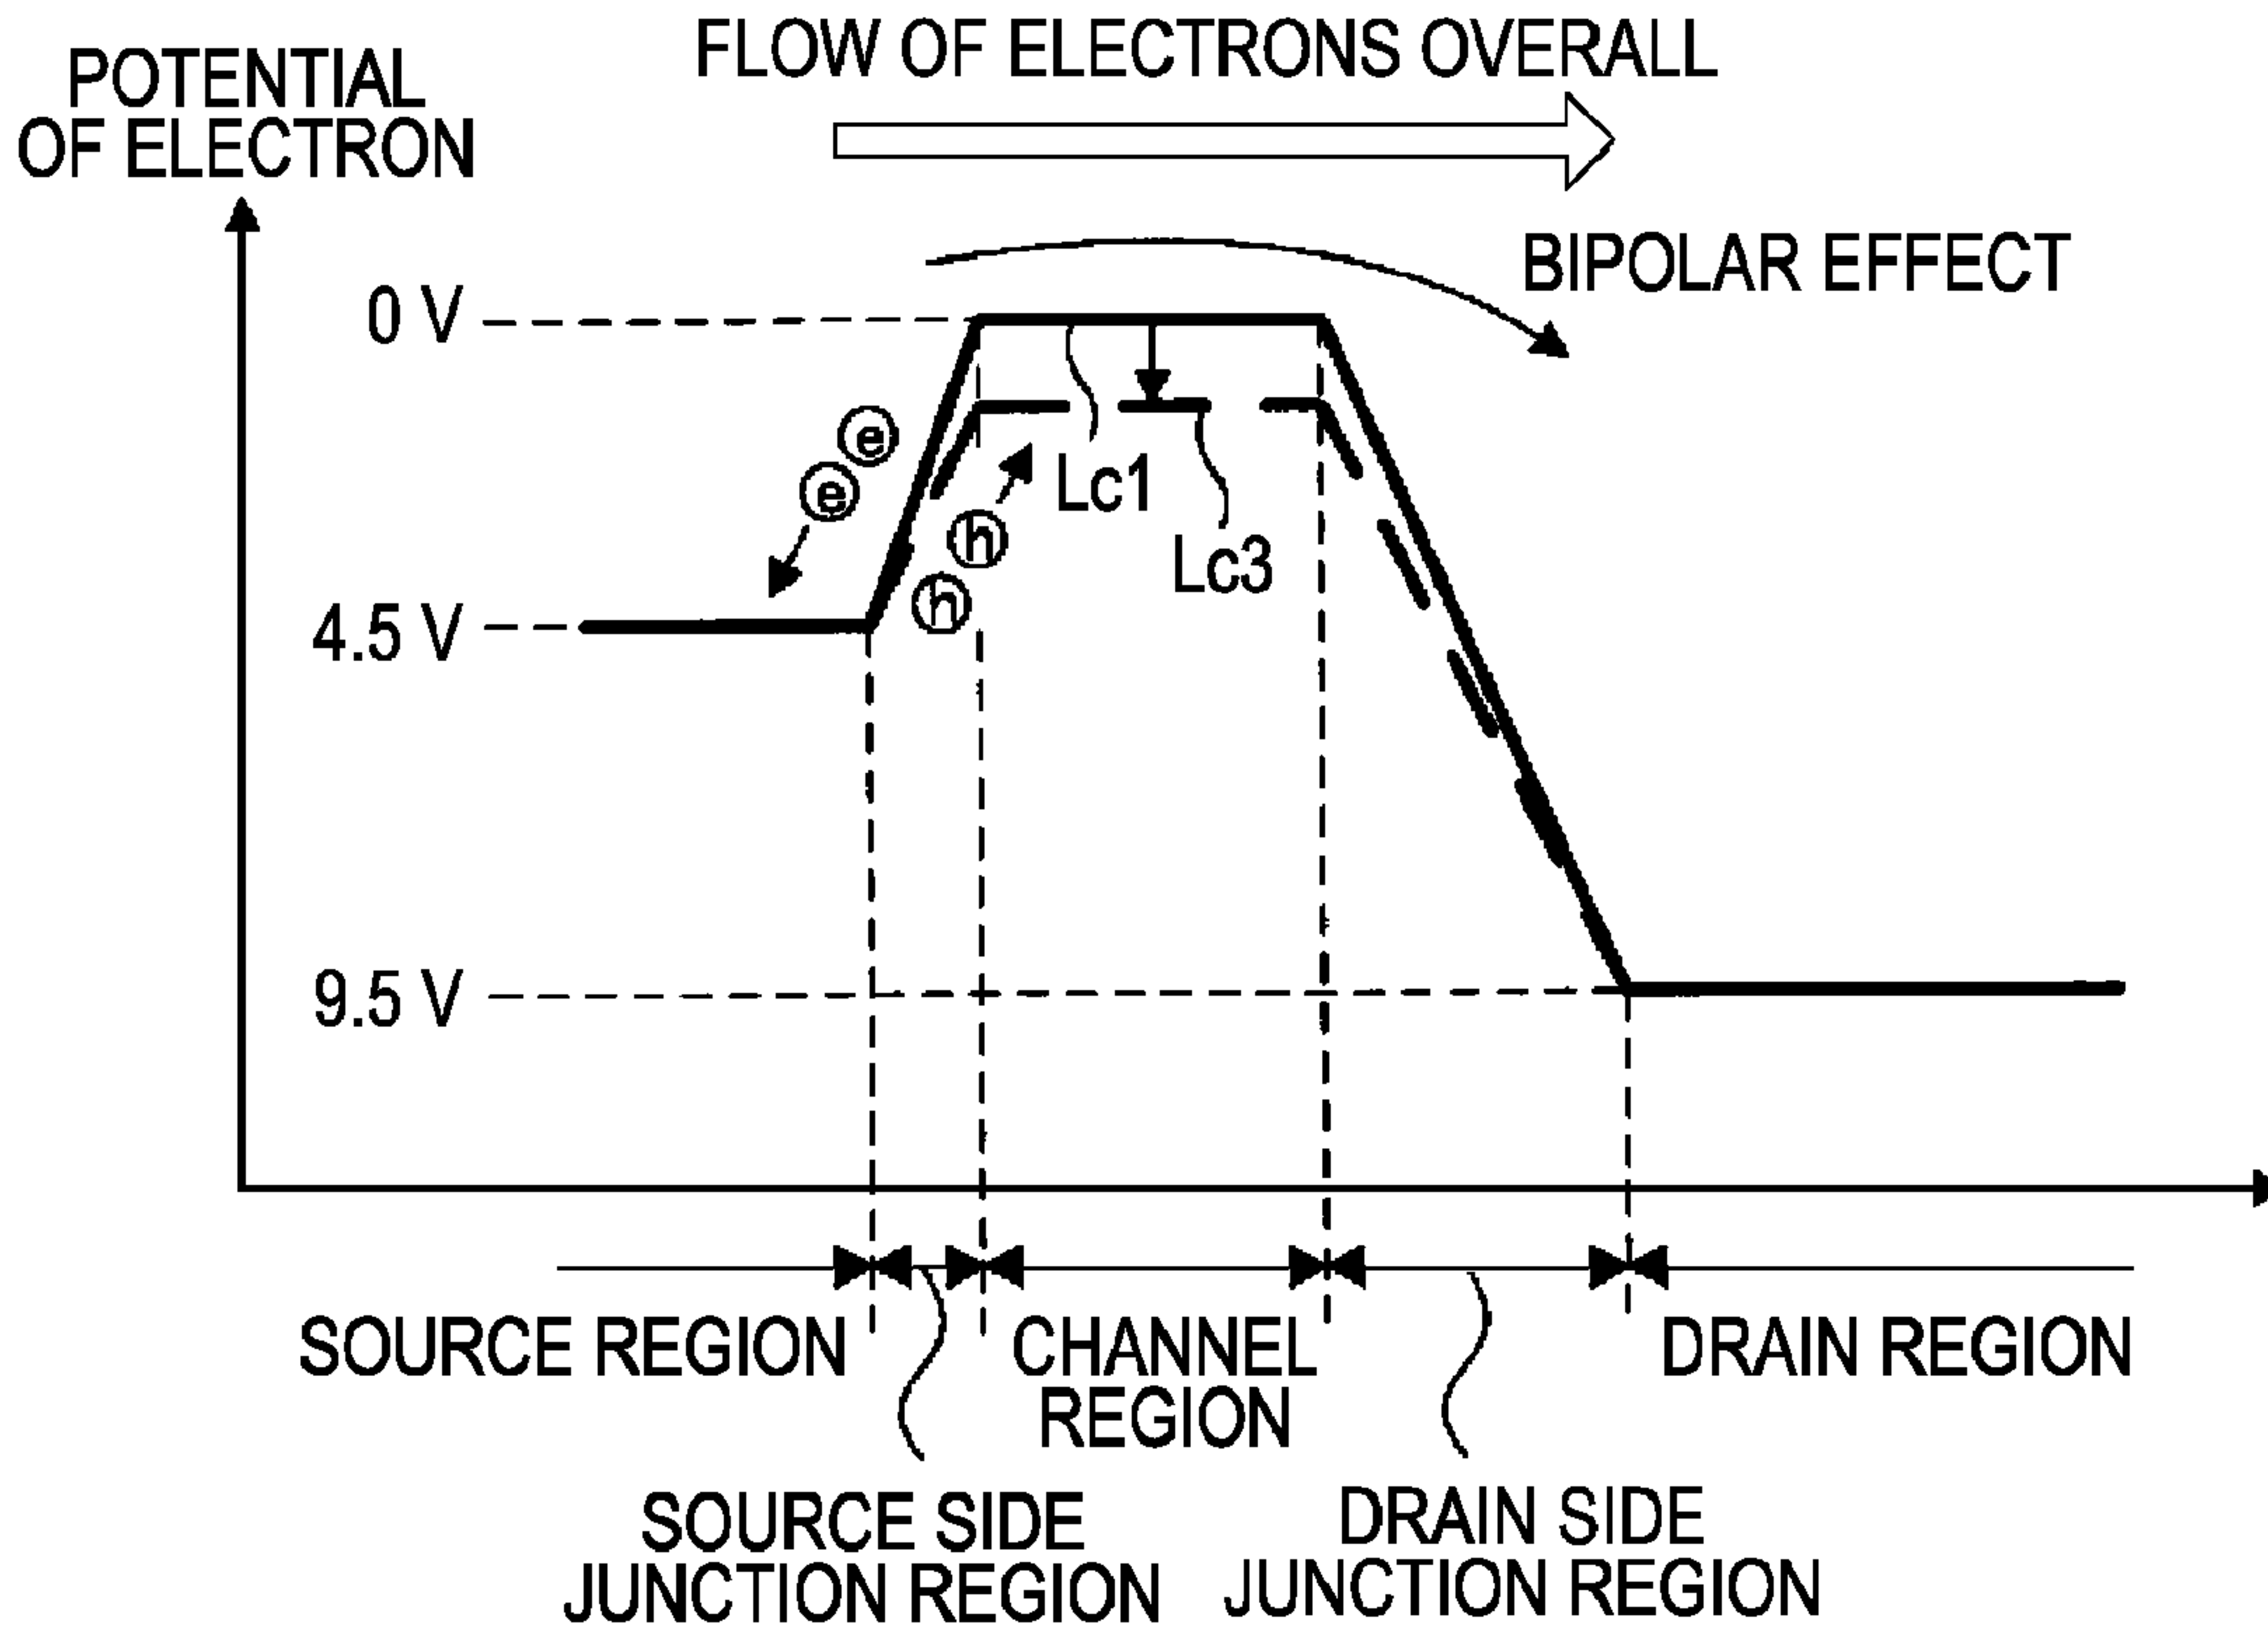 FLOW OF ELECTRONS OVERALL
POTENTIAL
OF ELECTRON
BIPOLAR EFFECT
0 V
e
e
Lc1
h
Lc3
h
4.5 V
9.5 V
SOURCE REGION
CHANNEL
REGION
DRAIN REGION
SOURCE SIDE
JUNCTION REGION
DRAIN SIDE
JUNCTION REGION